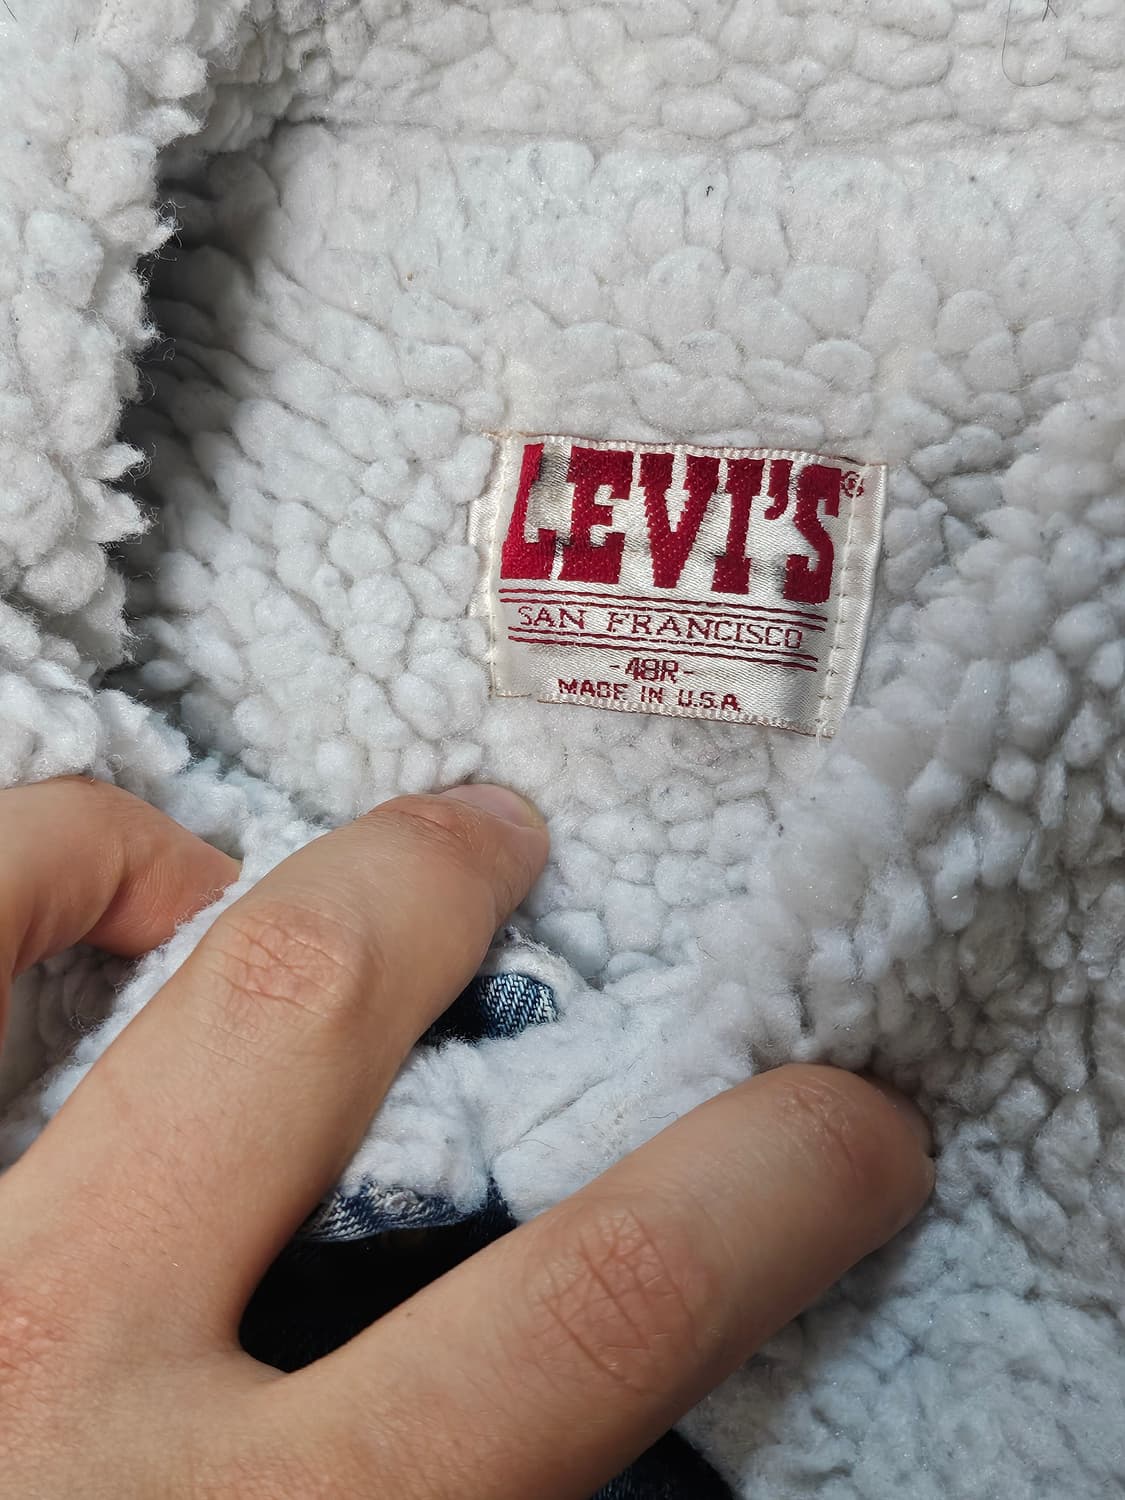 LEVI'S®
SAN FRANCISCO
-48R-
MADE IN U.S.A.